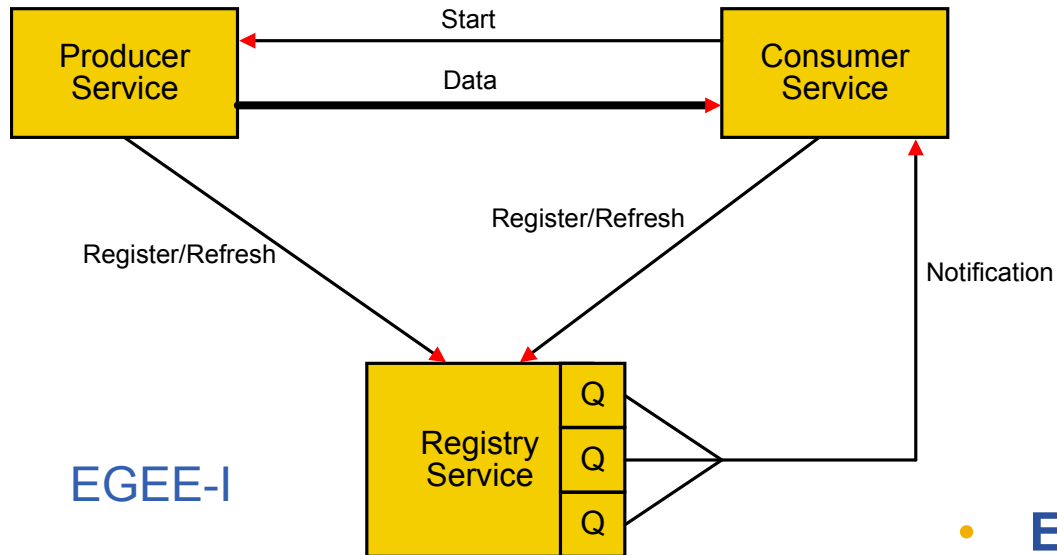 Start
Producer
Service
Consumer
Service
Data
Register/Refresh
Register/Refresh
Notification
Q
Q
Q
Registry
Service
EGEE-I
• E